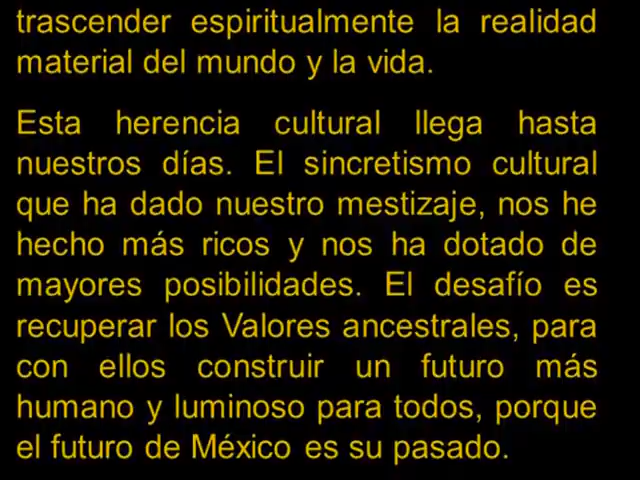 trascender espiritualmente la realidad
material del mundo y la vida.
Esta herencia cultural llega hasta
nuestros días. El sincretismo cultural
que ha dado nuestro mestizaje, nos he
hecho más ricos y nos ha dotado de
mayores posibilidades. El desafío es
recuperar los Valores ancestrales, para
con ellos construir un futuro más
humano y luminoso para todos, porque
el futuro de México es su pasado.